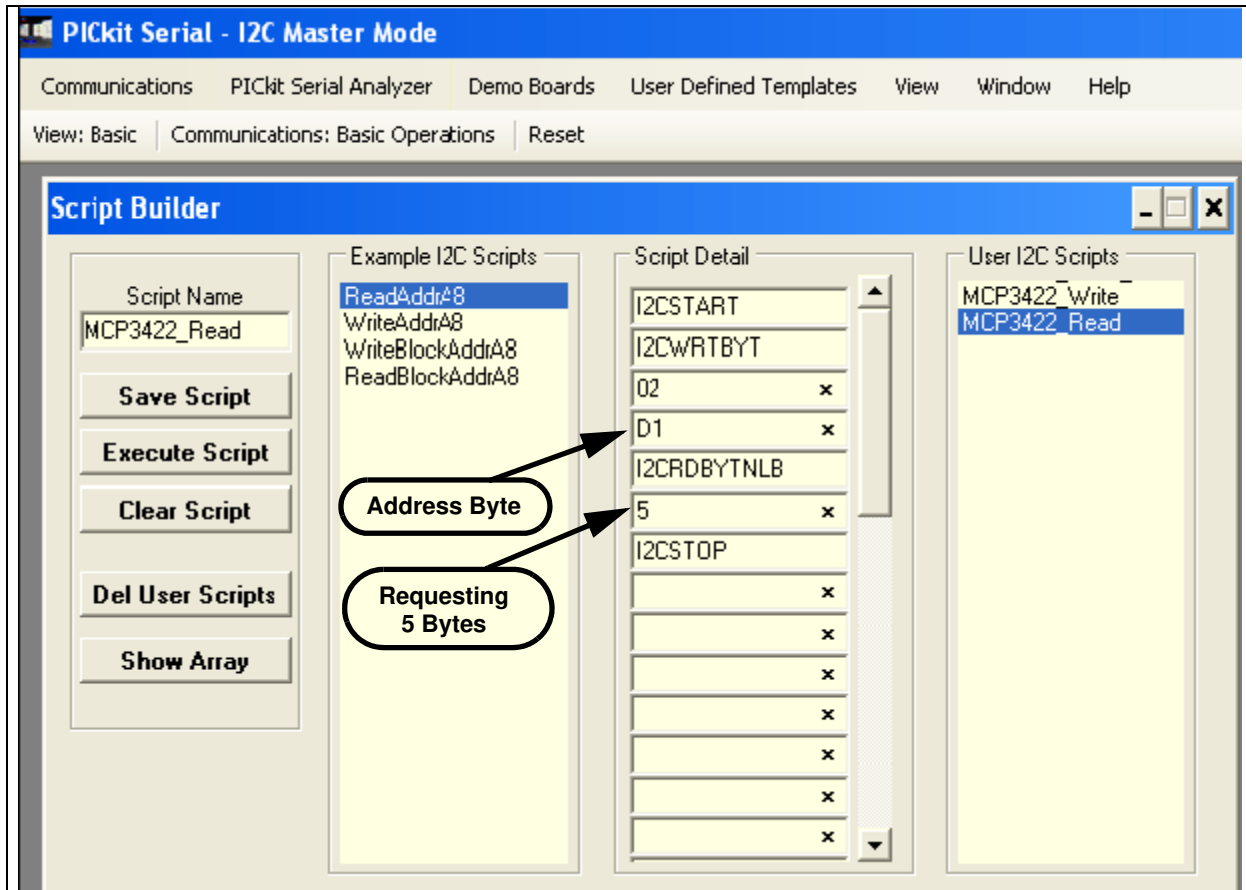 PICkit Serial - I2C Master Mode
Communications PICkit Serial Analyzer Demo Boards User Defined Templates View Window Help
View: Basic Communications: Basic Operations Reset
Script Builder
Script Name
MCP3422_Read
Save Script
Execute Script
Clear Script
Del User Scripts
Show Array
Example I2C Scripts
ReadAddrA8
WriteAddrA8
WriteBlockAddrA8
ReadBlockAddrA8
Address Byte
Requesting
5 Bytes
Script Detail
I2CSTART
I2CWRTBYT
02 x
D1 x
I2CRDBYTNLB
5 x
I2CSTOP
x
x
x
x
x
x
x
User I2C Scripts
MCP3422_Write_
MCP3422_Read